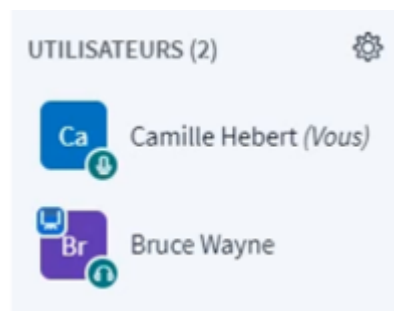 UTILISATEURS (2)
Ca
Camille Hebert (Vous)
Br
Bruce Wayne